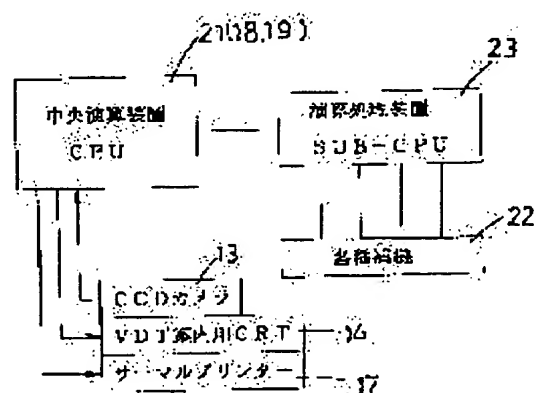 21(18,19)
23
中央演算装置
CPU
演算処理装置
SUB-CPU
22
各種機器
13
CCDカメラ
VDT案内用CRT
16
サーマルプリンター
17